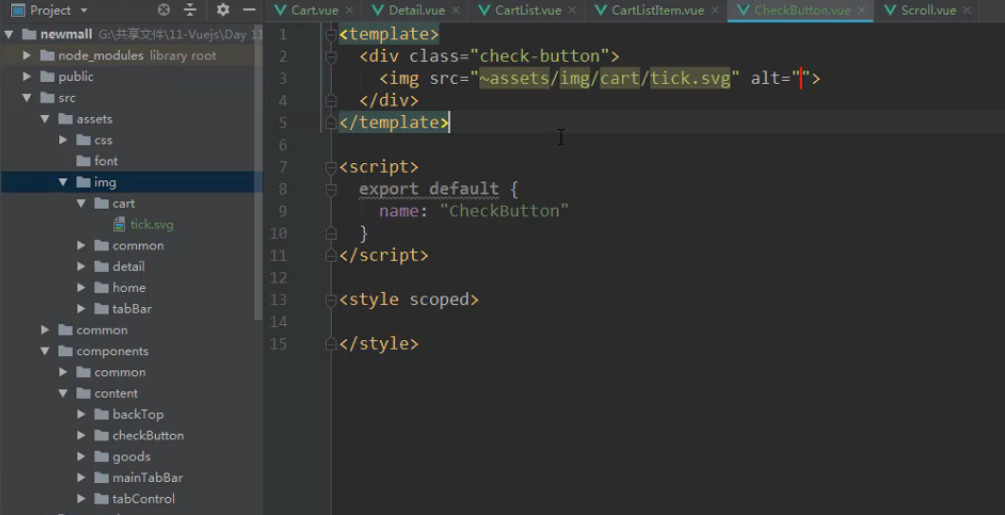 Project
Cart.vue
Detail.vue
CartList.vue
CartListItem.vue
CheckButton.vue
Scroll.vue
newmall G:\共享文件\11-Vuejs\Day 11
node_modules library root
public
src
assets
css
font
img
cart
tick.svg
common
detail
home
tabBar
common
components
common
content
backTop
checkButton
goods
mainTabBar
tabControl
1 <template>
2 <div class="check-button">
3 <img src="~assets/img/cart/tick.svg" alt="">
4 </div>
5 </template>
6
7 <script>
8 export default {
9 name: "CheckButton"
10 }
11 </script>
12
13 <style scoped>
14
15 </style>